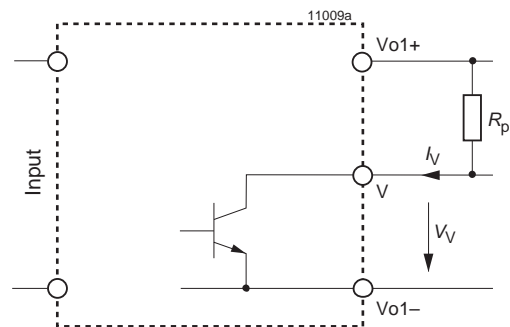 11009a
Vo1+
Rp
IV
Input
V
VV
Vo1–